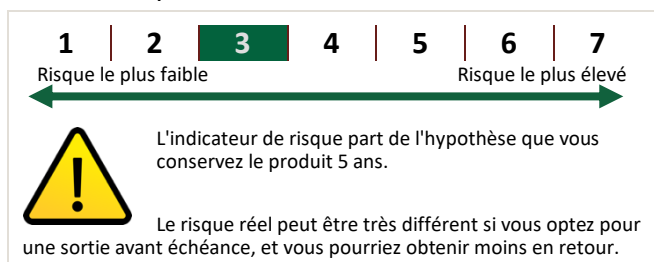 1 2 3 4 5 6 7
Risque le plus faible Risque le plus élevé
L'indicateur de risque part de l'hypothèse que vous
conservez le produit 5 ans.
Le risque réel peut être très différent si vous optez pour
une sortie avant échéance, et vous pourriez obtenir moins en retour.